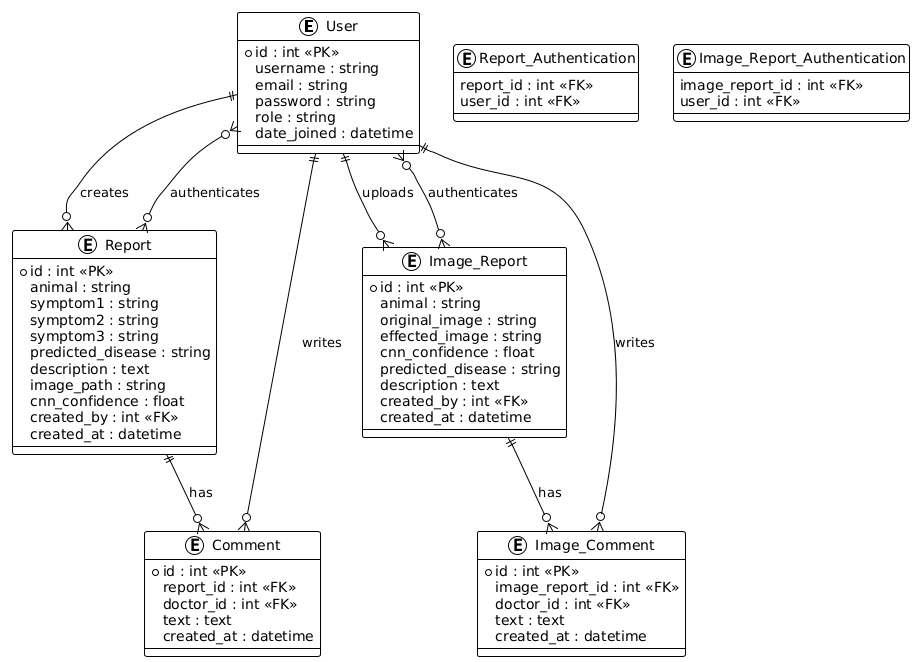 E User
id : int «PK»
username : string
email : string
password : string
role : string
date_joined : datetime
E Report_Authentication
report_id : int «FK»
user_id : int «FK»
E Image_Report_Authentication
image_report_id : int «FK»
user_id : int «FK»
creates
authenticates
uploads
authenticates
E Report
id : int «PK»
animal : string
symptom1 : string
symptom2 : string
symptom3 : string
predicted_disease : string
description : text
image_path : string
cnn_confidence : float
created_by : int «FK»
created_at : datetime
writes
E Image_Report
id : int «PK»
animal : string
original_image : string
effected_image : string
cnn_confidence : float
predicted_disease : string
description : text
created_by : int «FK»
created_at : datetime
writes
has
has
E Comment
id : int «PK»
report_id : int «FK»
doctor_id : int «FK»
text : text
created_at : datetime
E Image_Comment
id : int «PK»
image_report_id : int «FK»
doctor_id : int «FK»
text : text
created_at : datetime